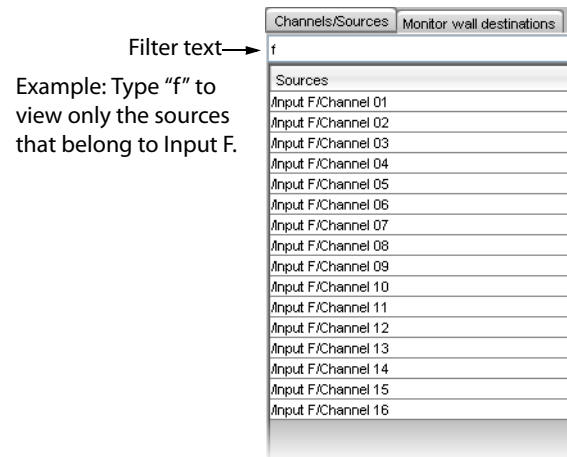 Channels/Sources Monitor wall destinations
Filter text
f
Example: Type “f” to
view only the sources
that belong to Input F.
Sources
/Input F/Channel 01
/Input F/Channel 02
/Input F/Channel 03
/Input F/Channel 04
/Input F/Channel 05
/Input F/Channel 06
/Input F/Channel 07
/Input F/Channel 08
/Input F/Channel 09
/Input F/Channel 10
/Input F/Channel 11
/Input F/Channel 12
/Input F/Channel 13
/Input F/Channel 14
/Input F/Channel 15
/Input F/Channel 16